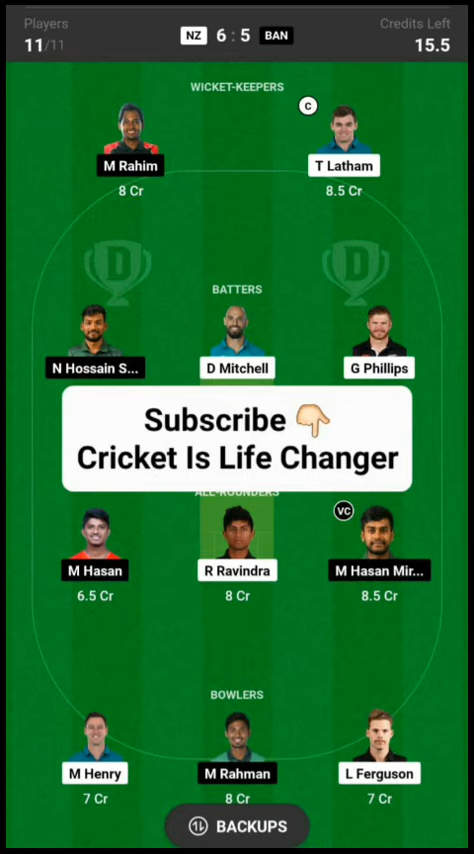 Players
Credits Left
11/11
NZ 6 : 5 BAN
15.5
WICKET-KEEPERS
C
M Rahim
T Latham
8 Cr
8.5 Cr
D
D
BATTERS
N Hossain S...
D Mitchell
G Phillips
Subscribe 👇🏻
Cricket Is Life Changer
ALL-ROUNDERS
VC
M Hasan
R Ravindra
M Hasan Mir...
6.5 Cr
8 Cr
8.5 Cr
BOWLERS
M Henry
M Rahman
L Ferguson
7 Cr
8 Cr
7 Cr
BACKUPS